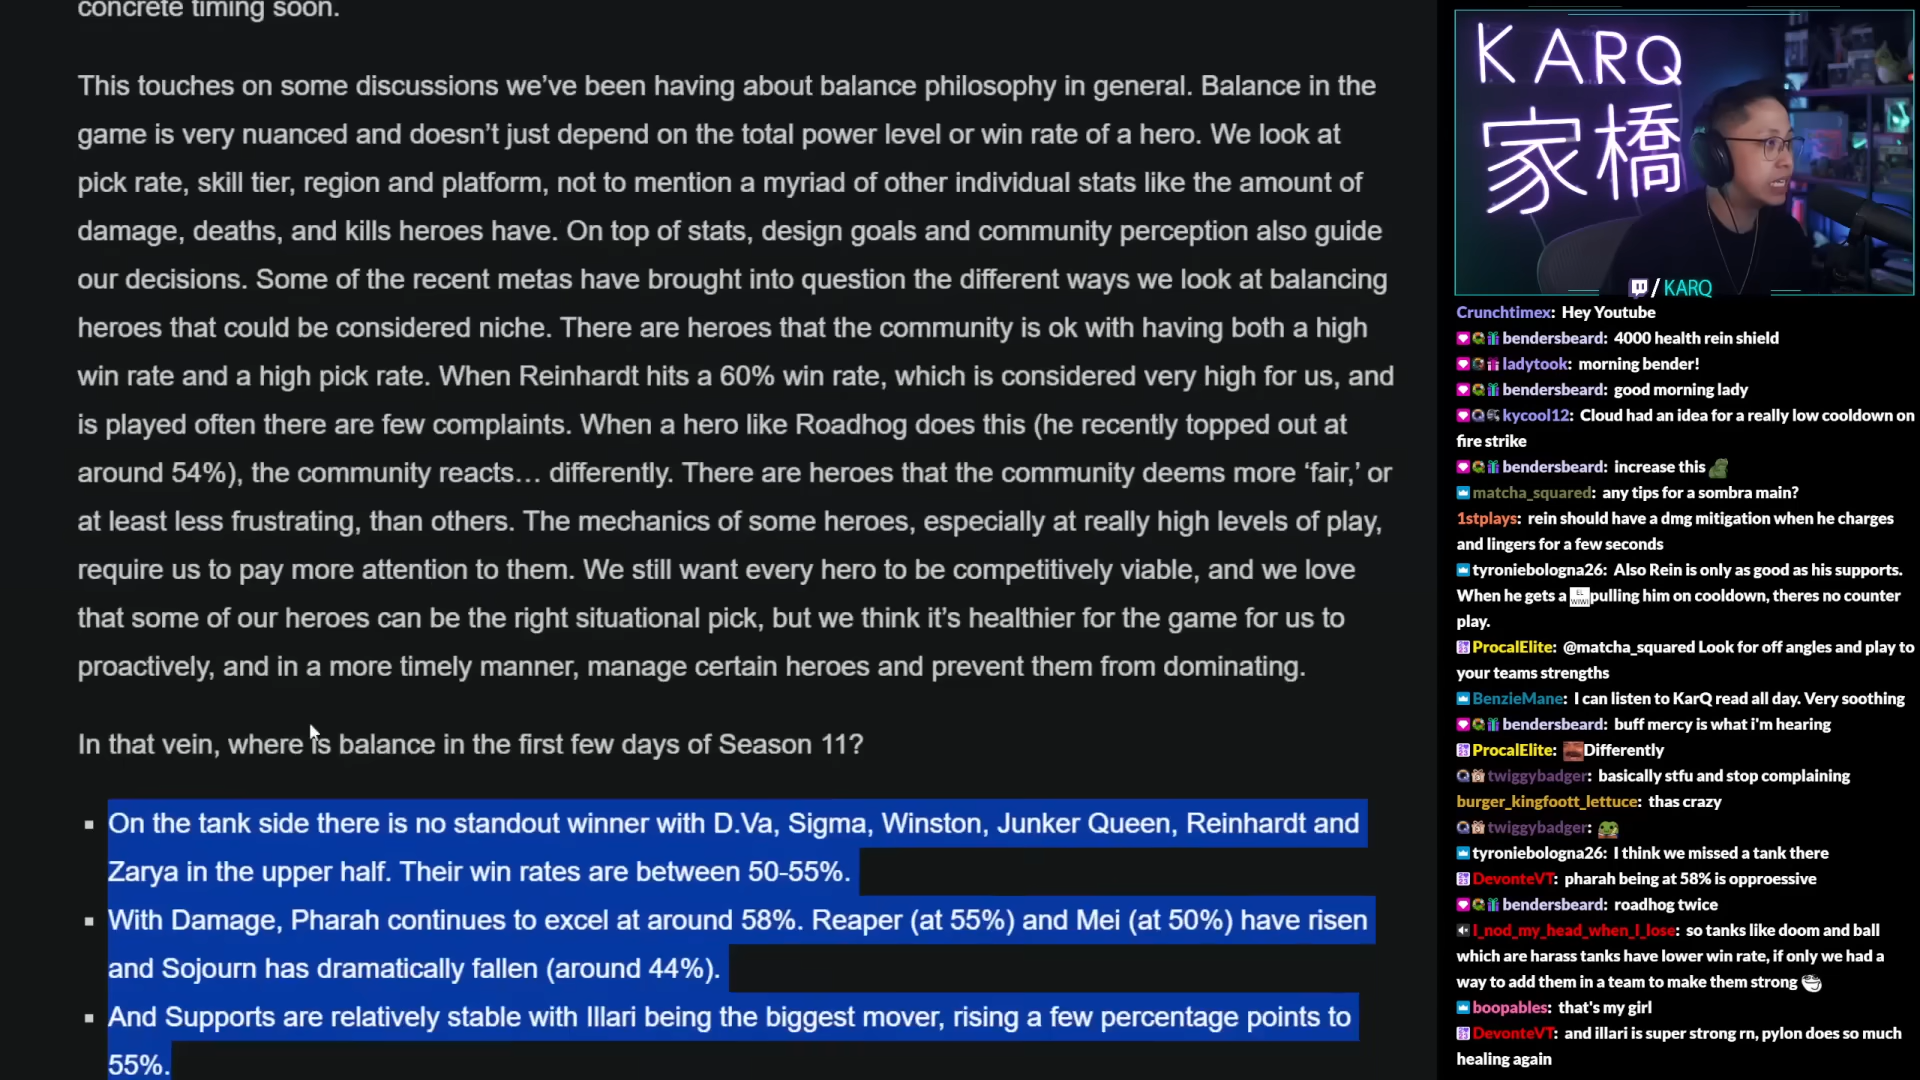 concrete timing soon.
This touches on some discussions we’ve been having about balance philosophy in general. Balance in the
game is very nuanced and doesn’t just depend on the total power level or win rate of a hero. We look at
pick rate, skill tier, region and platform, not to mention a myriad of other individual stats like the amount of
damage, deaths, and kills heroes have. On top of stats, design goals and community perception also guide
our decisions. Some of the recent metas have brought into question the different ways we look at balancing
heroes that could be considered niche. There are heroes that the community is ok with having both a high
win rate and a high pick rate. When Reinhardt hits a 60% win rate, which is considered very high for us, and
is played often there are few complaints. When a hero like Roadhog does this (he recently topped out at
around 54%), the community reacts… differently. There are heroes that the community deems more ‘fair,’ or
at least less frustrating, than others. The mechanics of some heroes, especially at really high levels of play,
require us to pay more attention to them. We still want every hero to be competitively viable, and we love
that some of our heroes can be the right situational pick, but we think it’s healthier for the game for us to
proactively, and in a more timely manner, manage certain heroes and prevent them from dominating.
In that vein, where is balance in the first few days of Season 11?
▪ On the tank side there is no standout winner with D.Va, Sigma, Winston, Junker Queen, Reinhardt and
Zarya in the upper half. Their win rates are between 50-55%.
▪ With Damage, Pharah continues to excel at around 58%. Reaper (at 55%) and Mei (at 50%) have risen
and Sojourn has dramatically fallen (around 44%).
▪ And Supports are relatively stable with Illari being the biggest mover, rising a few percentage points to
55%.
KARQ
家橋
/ KARQ
Crunchtimex: Hey Youtube
bendersbeard: 4000 health rein shield
ladytook: morning bender!
bendersbeard: good morning lady
kycool12: Cloud had an idea for a really low cooldown on
fire strike
bendersbeard: increase this
matcha_squared: any tips for a sombra main?
1stplays: rein should have a dmg mitigation when he charges
and lingers for a few seconds
tyroniebologna26: Also Rein is only as good as his supports.
When he gets a EL WIWI pulling him on cooldown, theres no counter
play.
ProcalElite: @matcha_squared Look for off angles and play to
your teams strengths
BenzieMane: I can listen to KarQ read all day. Very soothing
bendersbeard: buff mercy is what i'm hearing
ProcalElite: Differently
twiggybadger: basically stfu and stop complaining
burger_kingfoott_lettuce: thas crazy
twiggybadger:
tyroniebologna26: I think we missed a tank there
DevonteVT: pharah being at 58% is opproessive
bendersbeard: roadhog twice
I_nod_my_head_when_I_lose: so tanks like doom and ball
which are harass tanks have lower win rate, if only we had a
way to add them in a team to make them strong
boopables: that's my girl
DevonteVT: and illari is super strong rn, pylon does so much
healing again